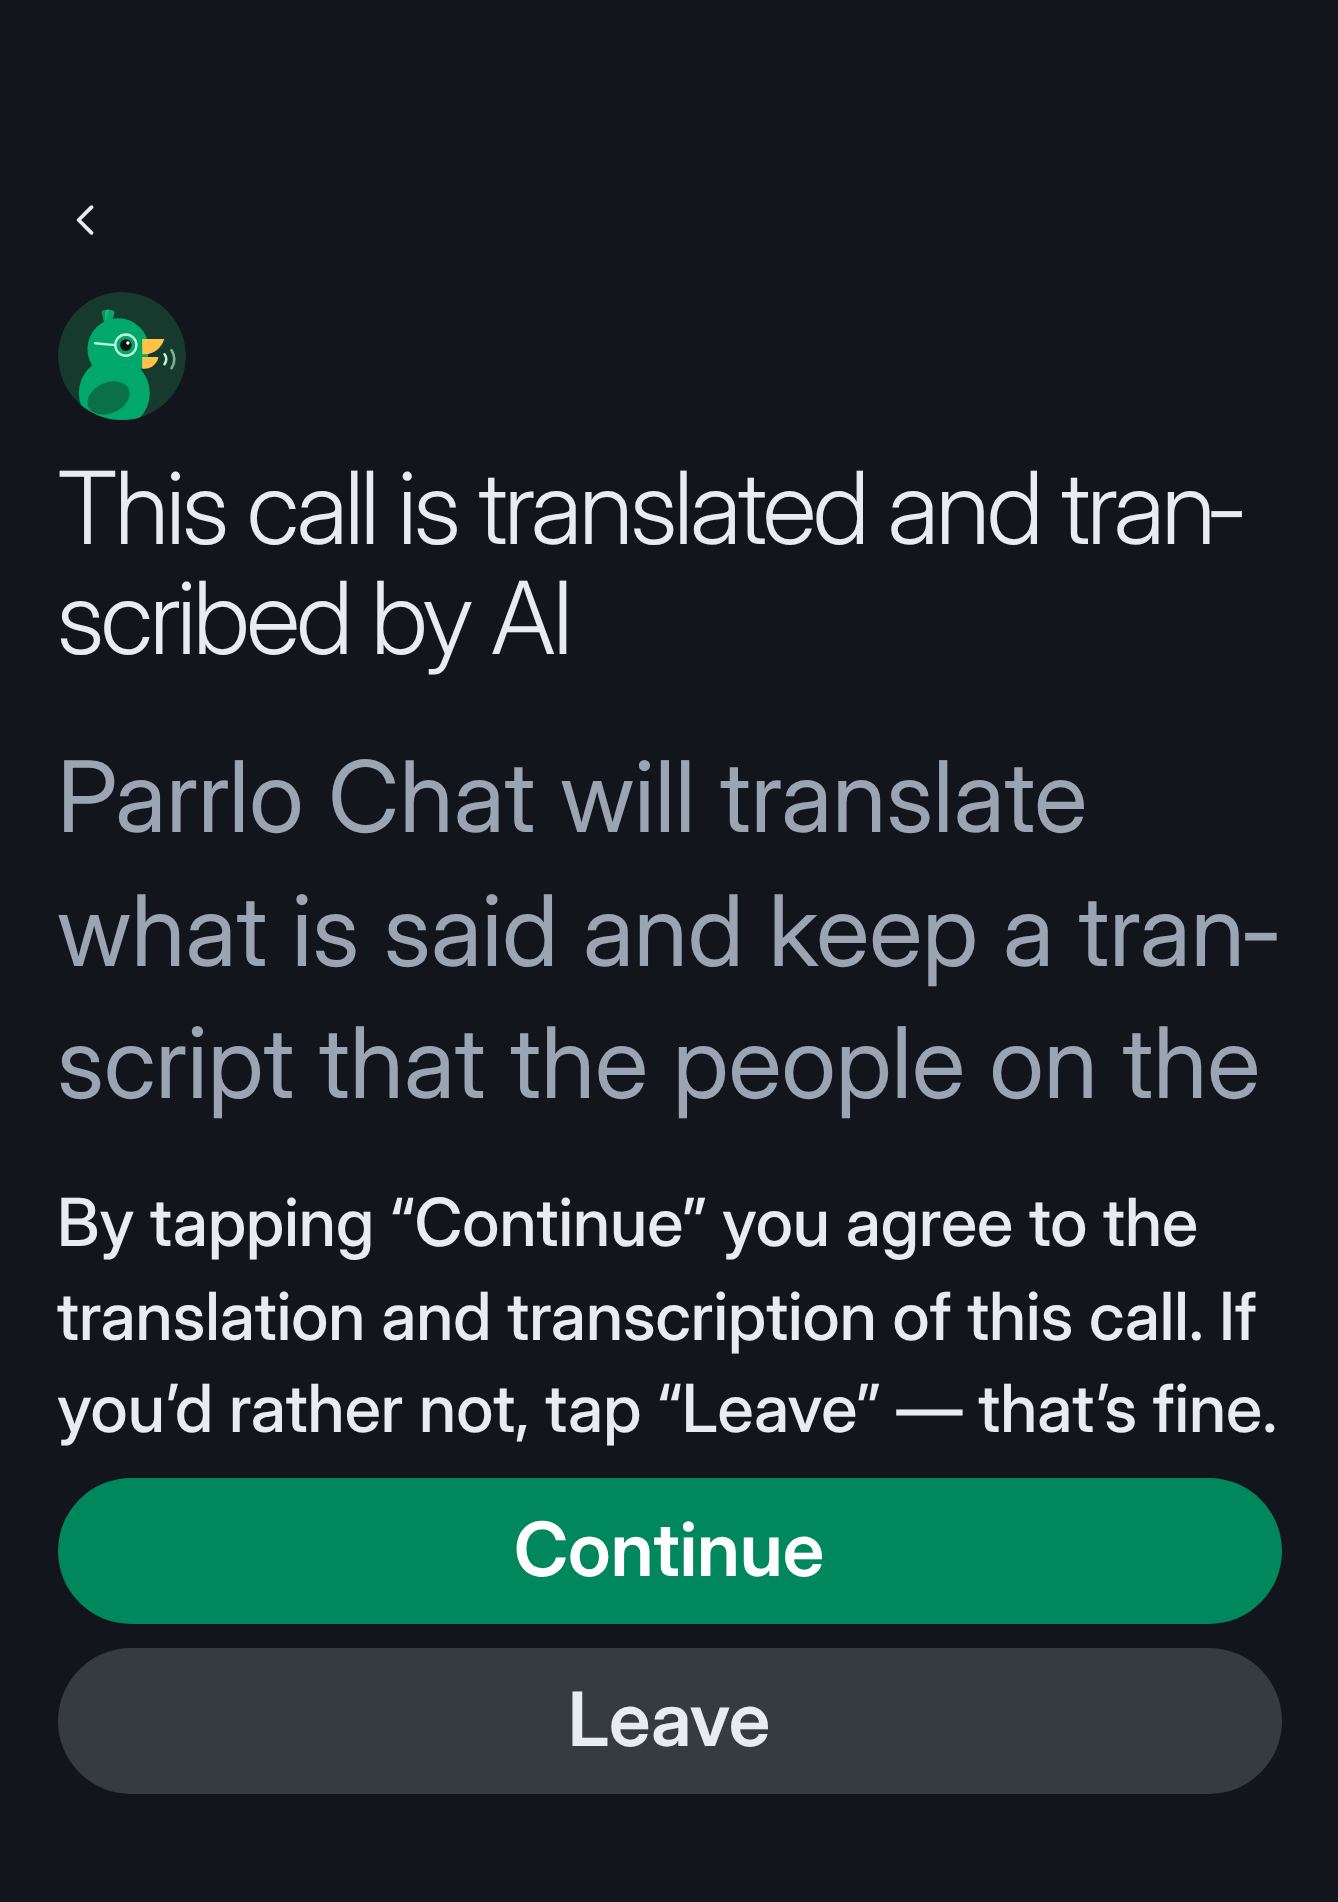 This call is translated and tran-
scribed by AI
Parrlo Chat will translate
what is said and keep a tran-
script that the people on the
By tapping “Continue” you agree to the
translation and transcription of this call. If
you’d rather not, tap “Leave” — that’s fine.
Continue
Leave